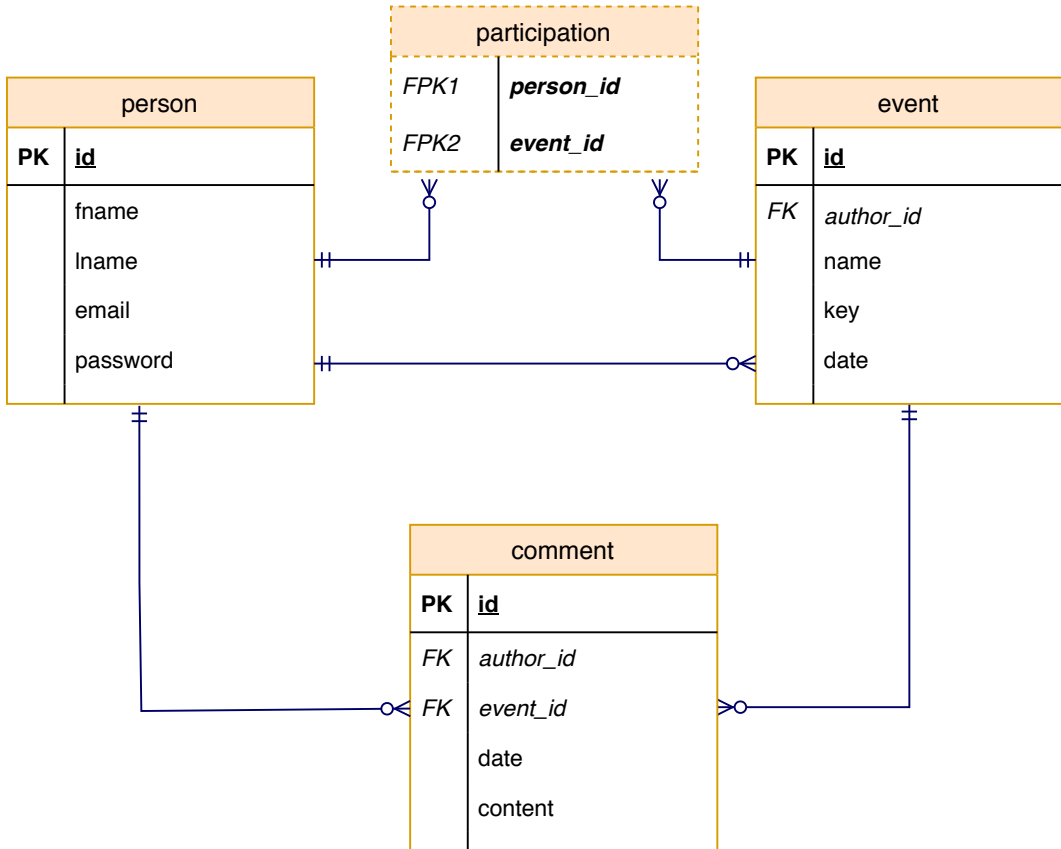 participation
FPK1 person_id
FPK2 event_id
person
PK id
fname
lname
email
password
event
PK id
FK author_id
name
key
date
comment
PK id
FK author_id
FK event_id
date
content